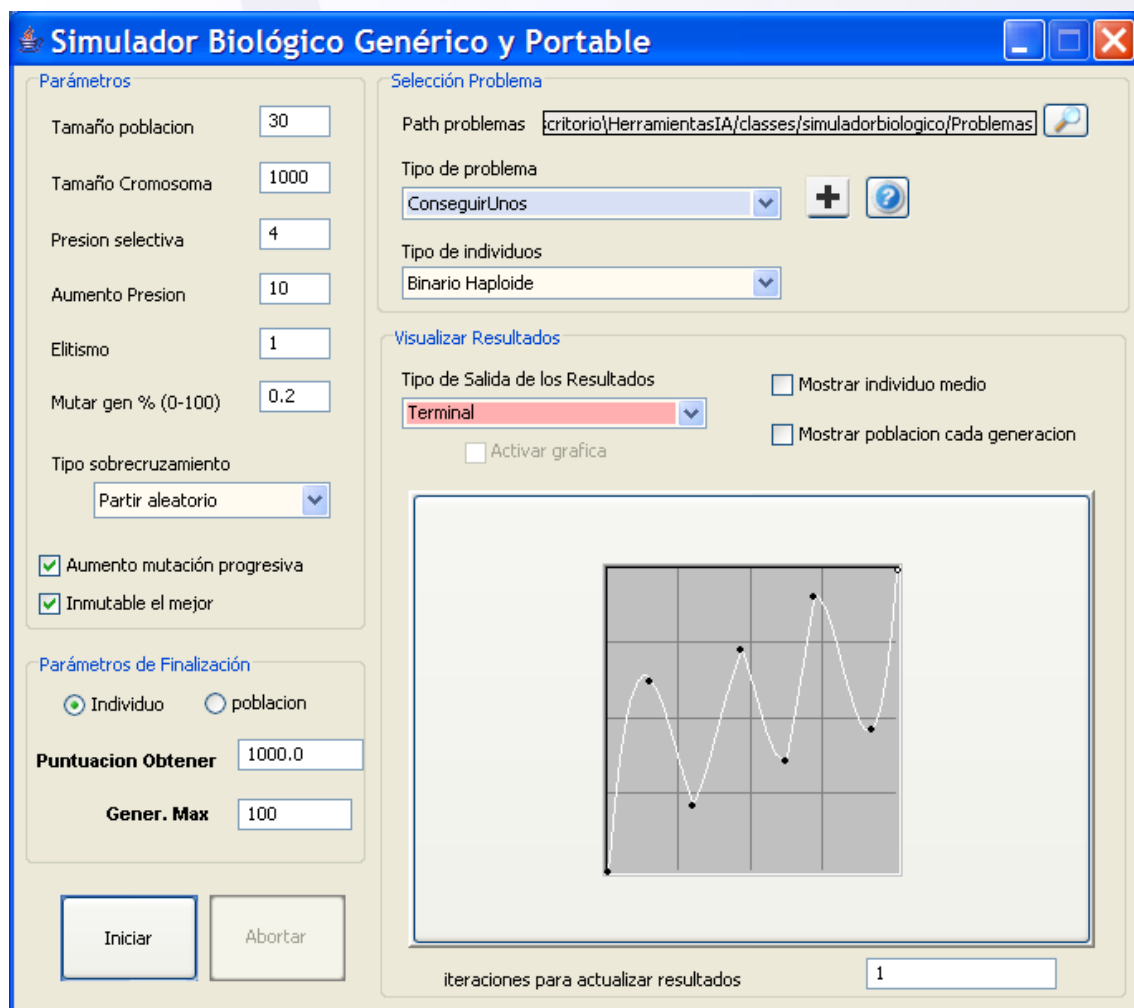 Simulador Biológico Genérico y Portable
Parámetros
Tamaño poblacion 30
Tamaño Cromosoma 1000
Presion selectiva 4
Aumento Presion 10
Elitismo 1
Mutar gen % (0-100) 0.2
Tipo sobrecruzamiento
Partir aleatorio
Aumento mutación progresiva
Inmutable el mejor
Parámetros de Finalización
Individuo poblacion
Puntuacion Obtener 1000.0
Gener. Max 100
Iniciar Abortar
Selección Problema
Path problemas critorio\HerramientasIA/classes/simuladorbiologico/Problemas
Tipo de problema
ConseguirUnos
Tipo de individuos
Binario Haploide
Visualizar Resultados
Tipo de Salida de los Resultados
Terminal
Activar grafica
Mostrar individuo medio
Mostrar poblacion cada generacion
iteraciones para actualizar resultados 1